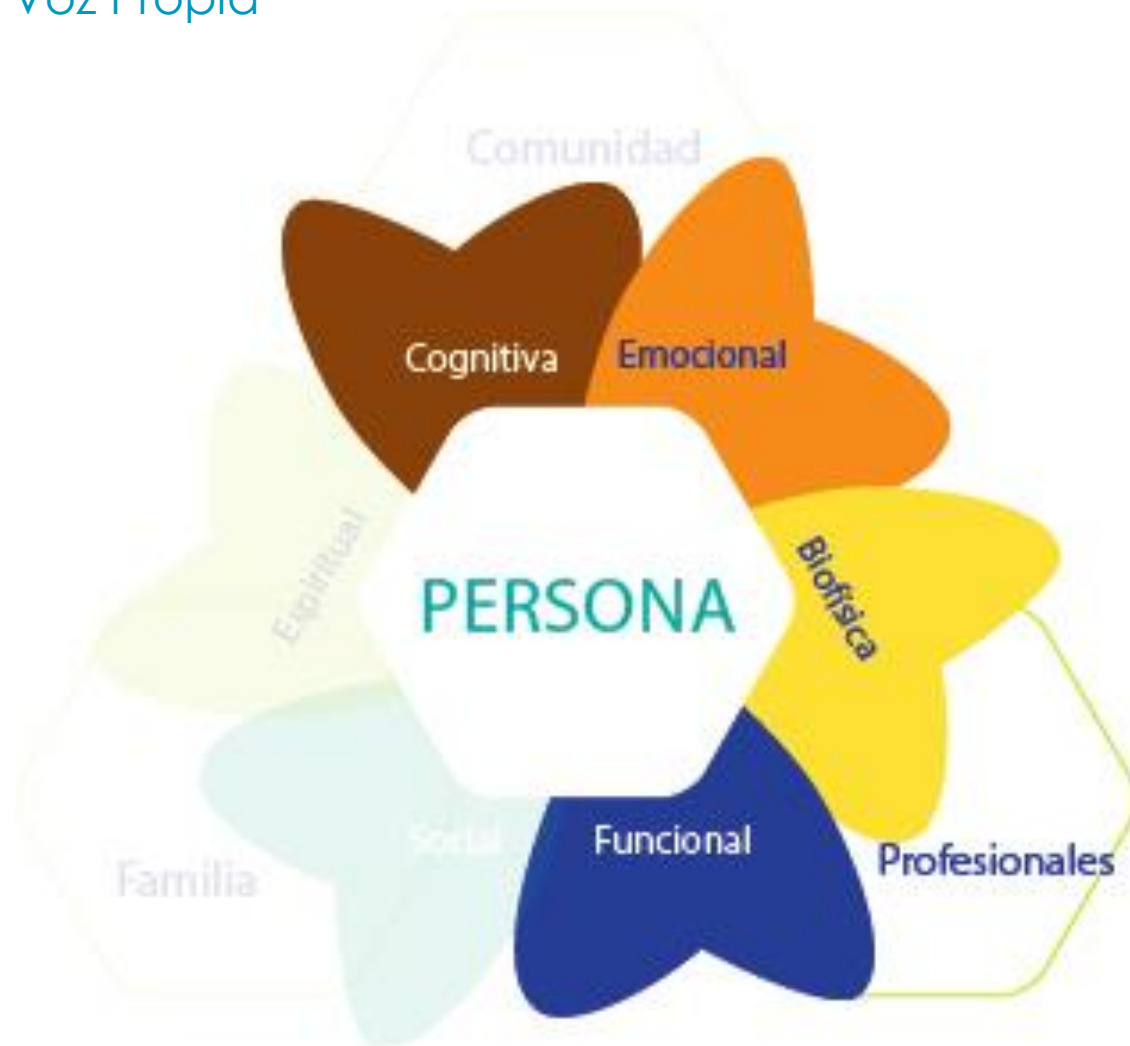 Voz Propia
Comunidad
Cognitiva
Emocional
Espiritual
PERSONA
Biofísica
Social
Funcional
Familia
Profesionales